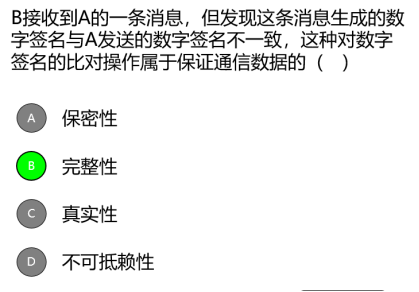 B接收到A的一条消息，但发现这条消息生成的数
字签名与A发送的数字签名不一致，这种对数字
签名的比对操作属于保证通信数据的（　）
A 保密性
B 完整性
C 真实性
D 不可抵赖性